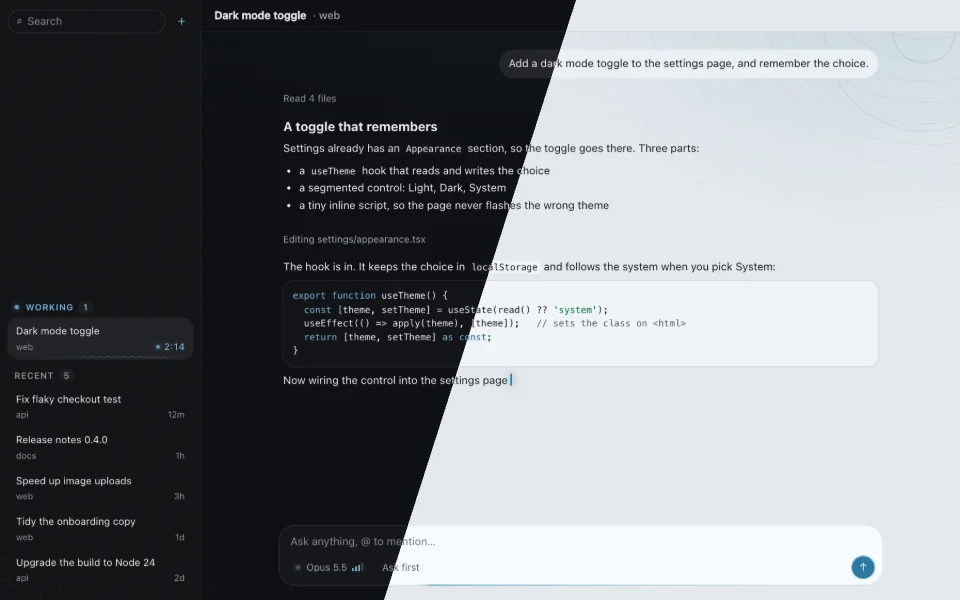 Search
+
WORKING 1
Dark mode toggle
web
2:14
RECENT 5
Fix flaky checkout test
api 12m
Release notes 0.4.0
docs 1h
Speed up image uploads
web 3h
Tidy the onboarding copy
web 1d
Upgrade the build to Node 24
api 2d
Dark mode toggle · web
Add a dark mode toggle to the settings page, and remember the choice.
Read 4 files
A toggle that remembers
Settings already has an Appearance section, so the toggle goes there. Three parts:
• a useTheme hook that reads and writes the choice
• a segmented control: Light, Dark, System
• a tiny inline script, so the page never flashes the wrong theme
Editing settings/appearance.tsx
The hook is in. It keeps the choice in localStorage and follows the system when you pick System:
export function useTheme() {
  const [theme, setTheme] = useState(read() ?? 'system');
  useEffect(() => apply(theme), [theme]);   // sets the class on <html>
  return [theme, setTheme] as const;
}
Now wiring the control into the settings page
Ask anything, @ to mention...
Opus 5.5 Ask first